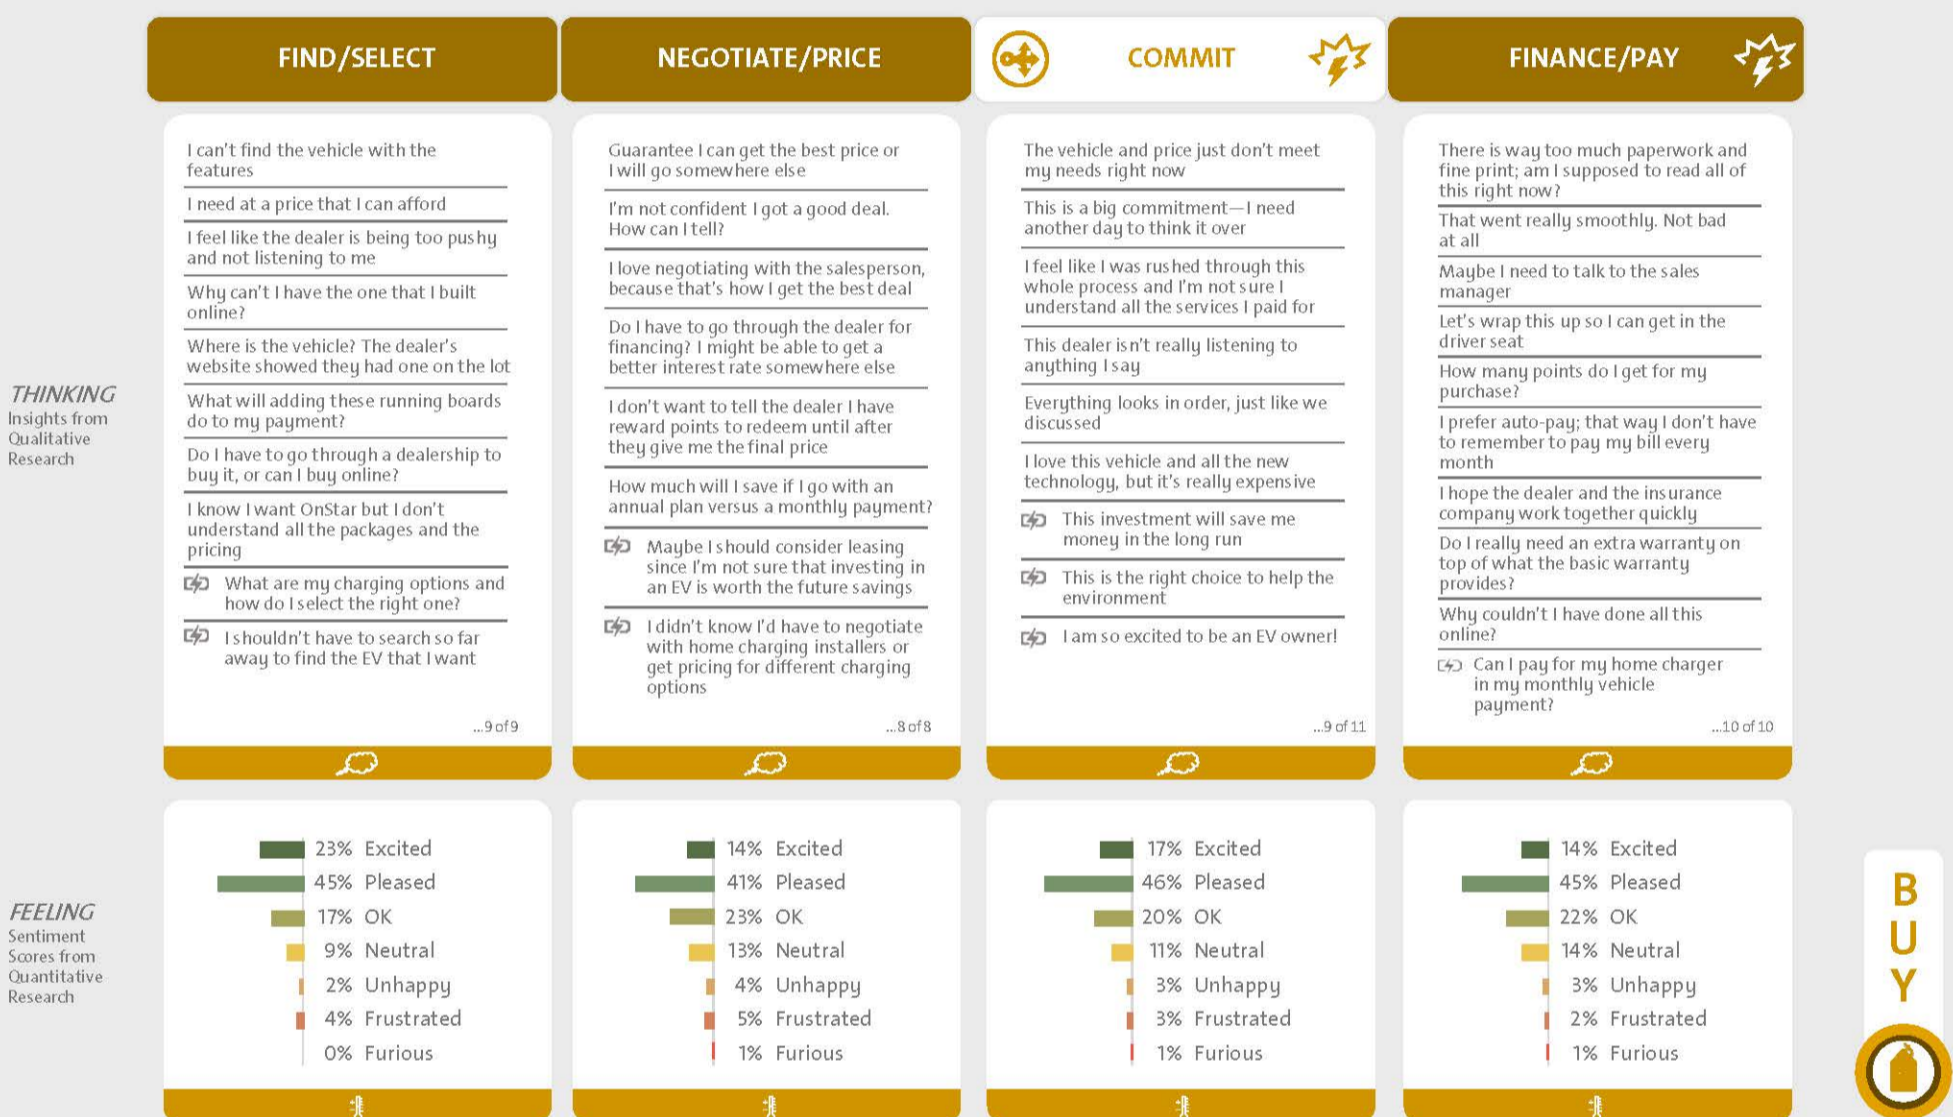 FIND/SELECT
NEGOTIATE/PRICE
COMMIT
FINANCE/PAY
THINKING
Insights from
Qualitative
Research
I can't find the vehicle with the
features
I need at a price that I can afford
I feel like the dealer is being too pushy
and not listening to me
Why can't I have the one that I built
online?
Where is the vehicle? The dealer's
website showed they had one on the lot
What will adding these running boards
do to my payment?
Do I have to go through a dealership to
buy it, or can I buy online?
I know I want OnStar but I don't
understand all the packages and the
pricing
What are my charging options and
how do I select the right one?
I shouldn't have to search so far
away to find the EV that I want
...9 of 9
Guarantee I can get the best price or
I will go somewhere else
I'm not confident I got a good deal.
How can I tell?
I love negotiating with the salesperson,
because that's how I get the best deal
Do I have to go through the dealer for
financing? I might be able to get a
better interest rate somewhere else
I don't want to tell the dealer I have
reward points to redeem until after
they give me the final price
How much will I save if I go with an
annual plan versus a monthly payment?
Maybe I should consider leasing
since I'm not sure that investing in
an EV is worth the future savings
I didn't know I'd have to negotiate
with home charging installers or
get pricing for different charging
options
...8 of 8
The vehicle and price just don't meet
my needs right now
This is a big commitment—I need
another day to think it over
I feel like I was rushed through this
whole process and I'm not sure I
understand all the services I paid for
This dealer isn't really listening to
anything I say
Everything looks in order, just like we
discussed
I love this vehicle and all the new
technology, but it's really expensive
This investment will save me
money in the long run
This is the right choice to help the
environment
I am so excited to be an EV owner!
...9 of 11
There is way too much paperwork and
fine print; am I supposed to read all of
this right now?
That went really smoothly. Not bad
at all
Maybe I need to talk to the sales
manager
Let's wrap this up so I can get in the
driver seat
How many points do I get for my
purchase?
I prefer auto-pay; that way I don't have
to remember to pay my bill every
month
I hope the dealer and the insurance
company work together quickly
Do I really need an extra warranty on
top of what the basic warranty
provides?
Why couldn't I have done all this
online?
Can I pay for my home charger
in my monthly vehicle
payment?
...10 of 10
FEELING
Sentiment
Scores from
Quantitative
Research
23% Excited
45% Pleased
17% OK
9% Neutral
2% Unhappy
4% Frustrated
0% Furious
14% Excited
41% Pleased
23% OK
13% Neutral
4% Unhappy
5% Frustrated
1% Furious
17% Excited
46% Pleased
20% OK
11% Neutral
3% Unhappy
3% Frustrated
1% Furious
14% Excited
45% Pleased
22% OK
14% Neutral
3% Unhappy
2% Frustrated
1% Furious
BUY